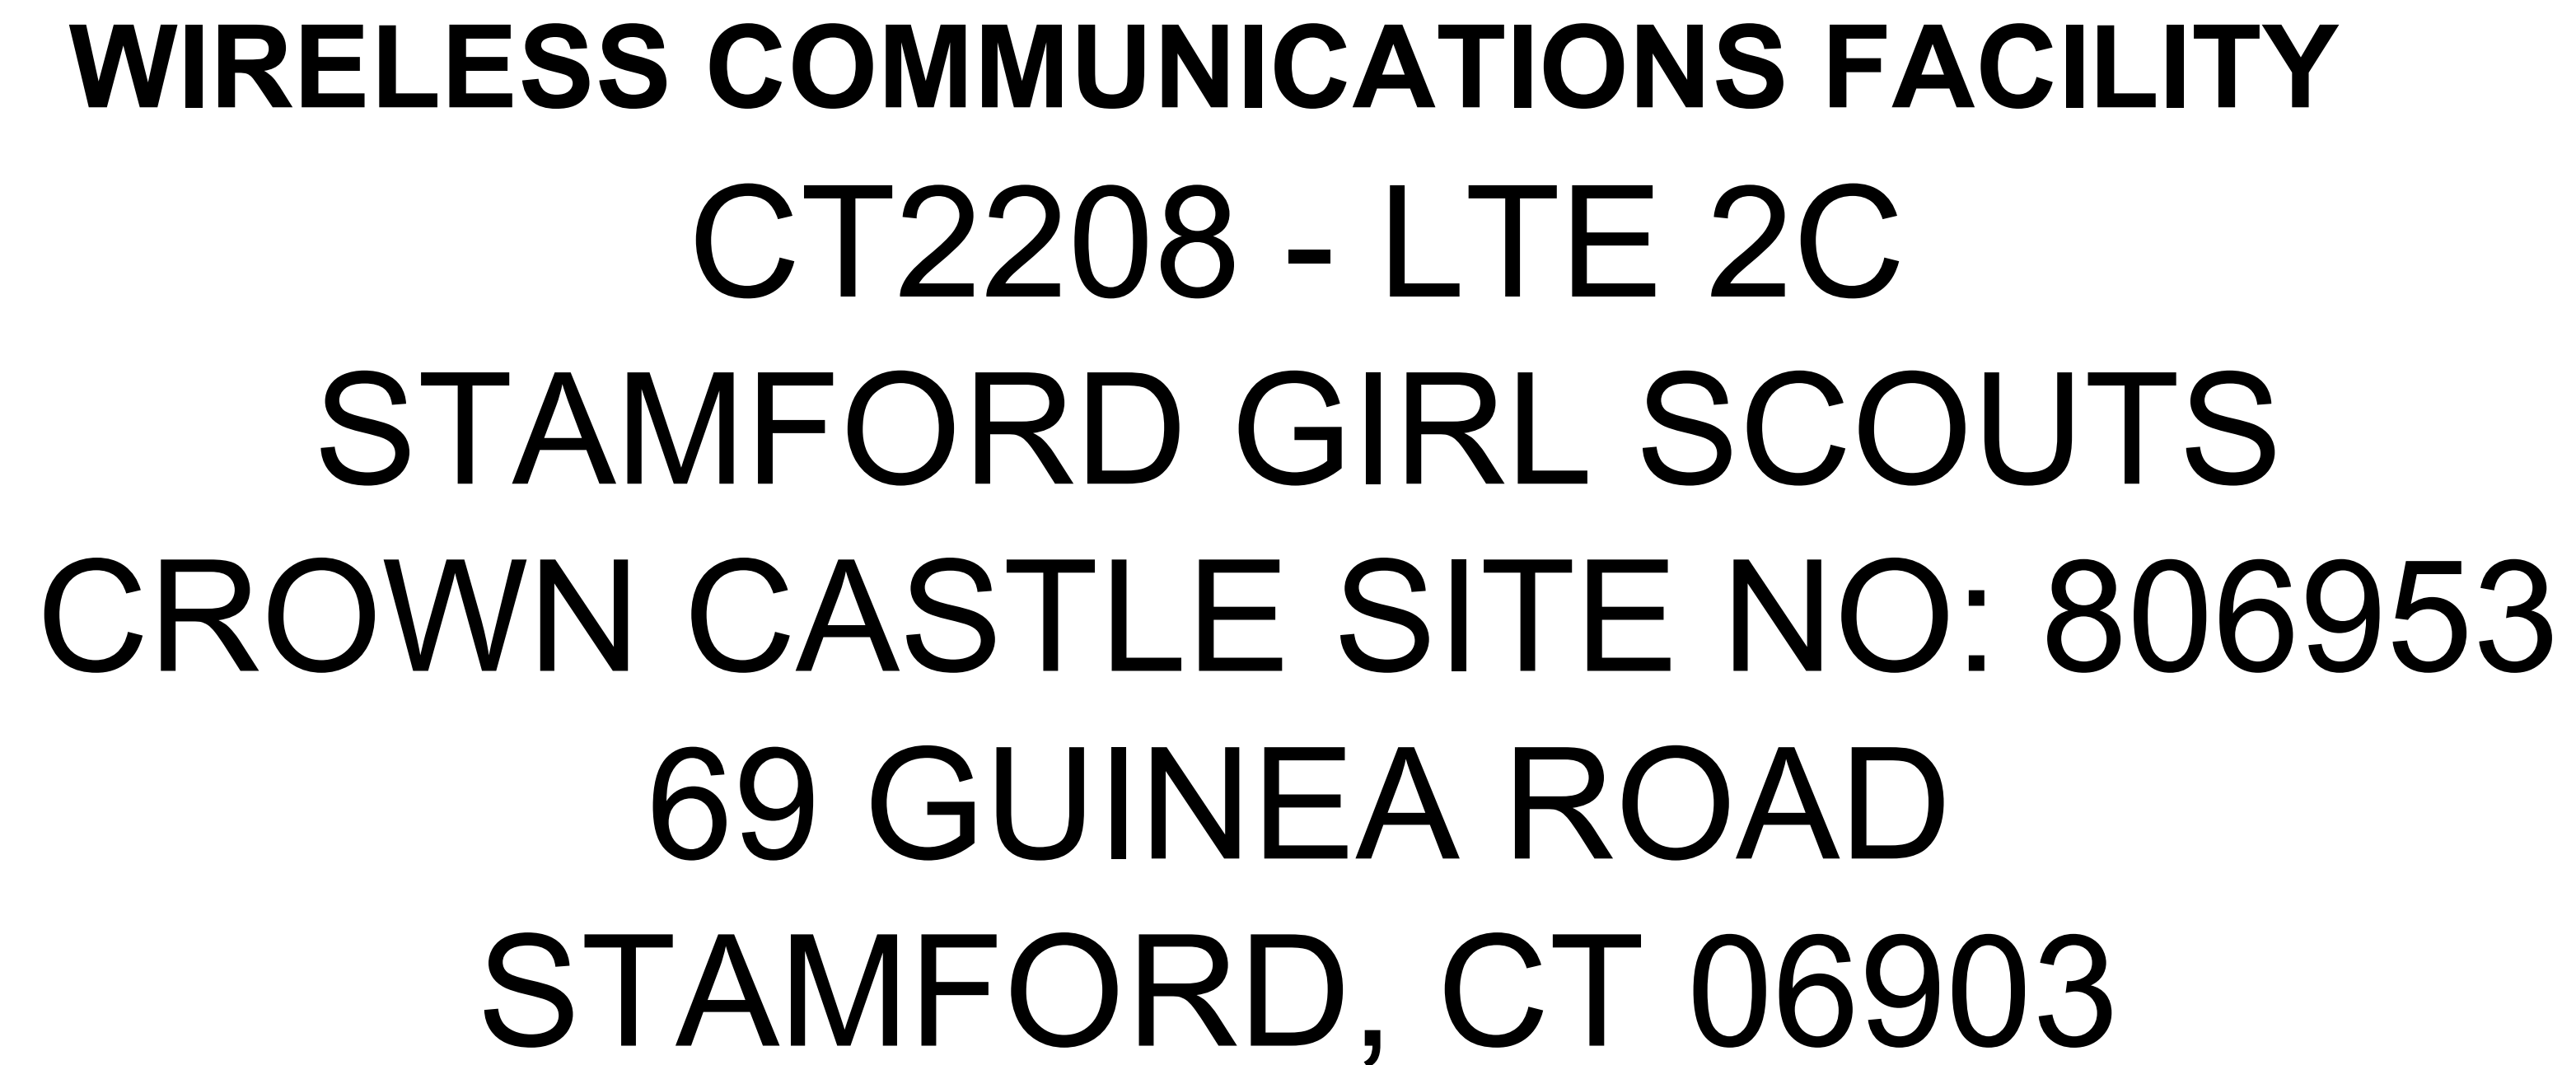 WIRELESS COMMUNICATIONS FACILITY
CT2208 - LTE 2C
STAMFORD GIRL SCOUTS
CROWN CASTLE SITE NO: 806953
69 GUINEA ROAD
STAMFORD, CT 06903